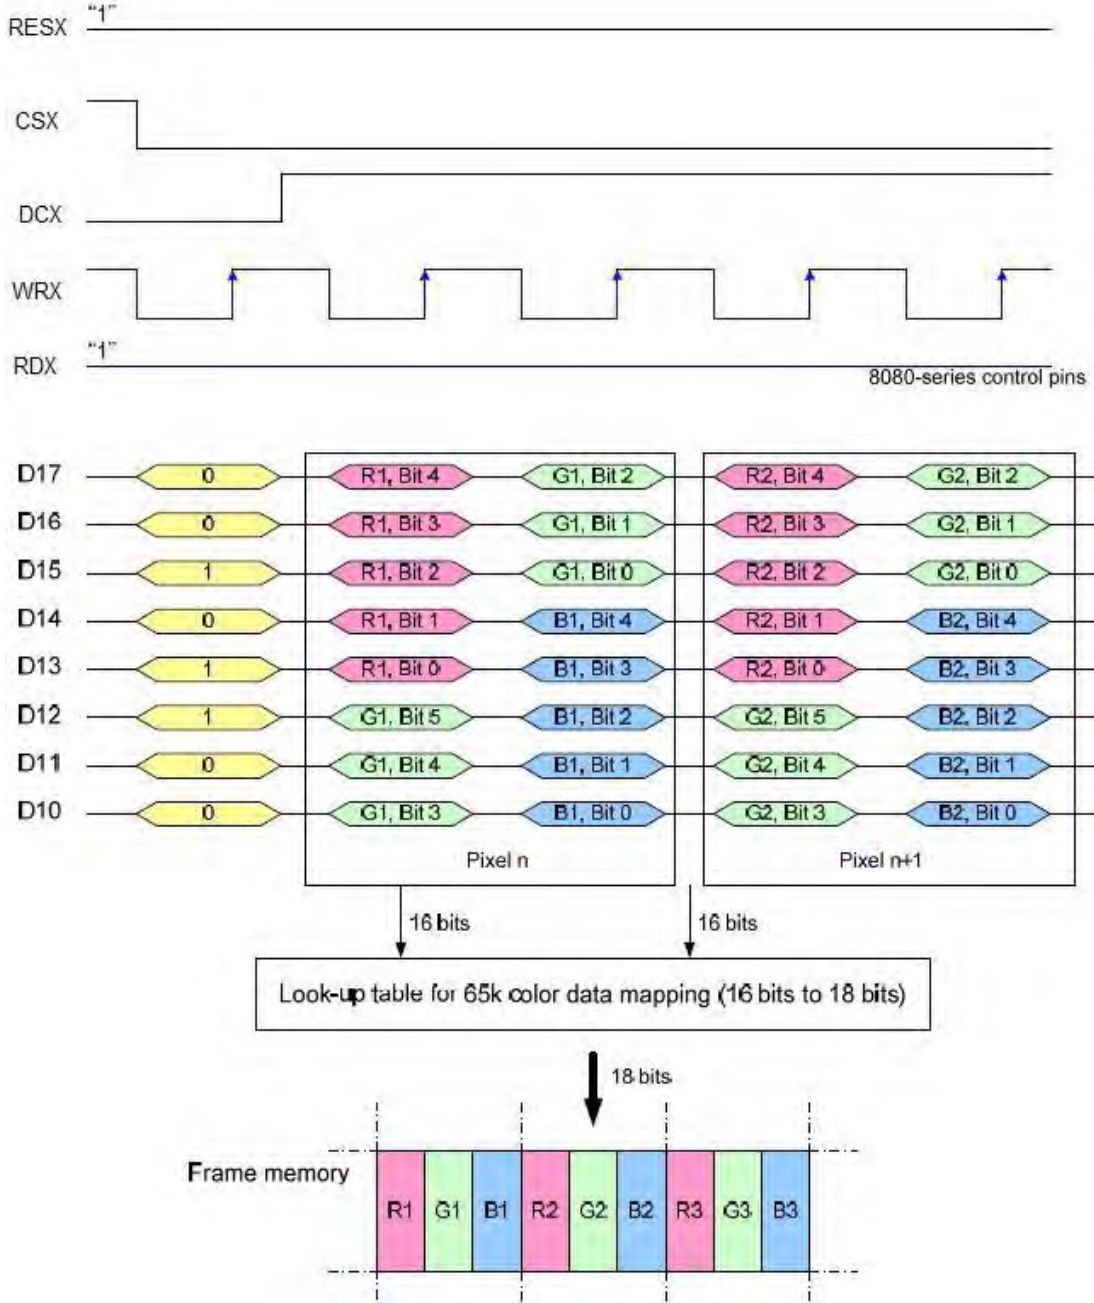 RESX "1"
CSX
DCX
WRX
RDX "1"
8080-series control pins
D17 0 R1, Bit 4 G1, Bit 2 R2, Bit 4 G2, Bit 2
D16 0 R1, Bit 3 G1, Bit 1 R2, Bit 3 G2, Bit 1
D15 1 R1, Bit 2 G1, Bit 0 R2, Bit 2 G2, Bit 0
D14 0 R1, Bit 1 B1, Bit 4 R2, Bit 1 B2, Bit 4
D13 1 R1, Bit 0 B1, Bit 3 R2, Bit 0 B2, Bit 3
D12 1 G1, Bit 5 B1, Bit 2 G2, Bit 5 B2, Bit 2
D11 0 G1, Bit 4 B1, Bit 1 G2, Bit 4 B2, Bit 1
D10 0 G1, Bit 3 B1, Bit 0 G2, Bit 3 B2, Bit 0
Pixel n Pixel n+1
16 bits 16 bits
Look-up table for 65k color data mapping (16 bits to 18 bits)
18 bits
Frame memory
R1 G1 B1 R2 G2 B2 R3 G3 B3